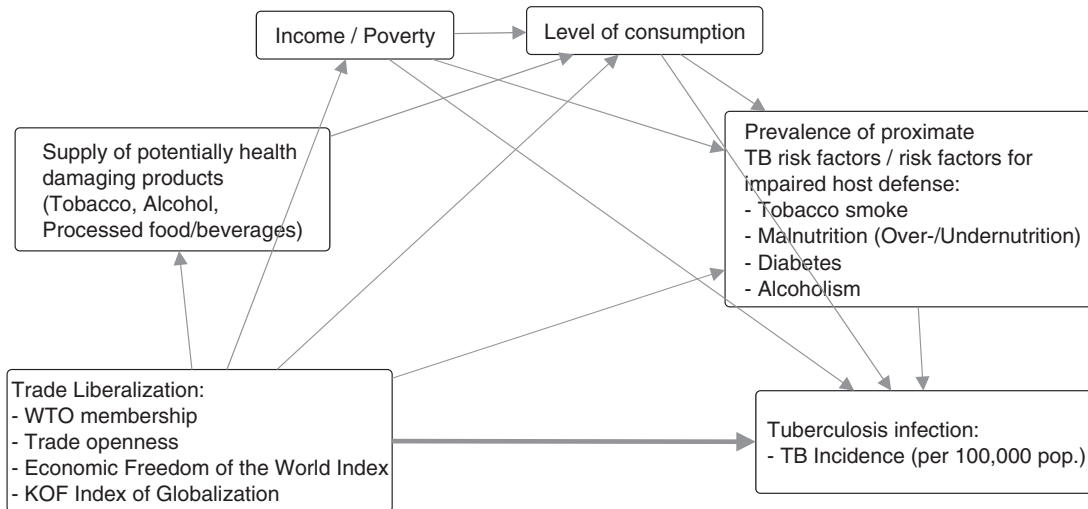 Income / Poverty
Level of consumption
Supply of potentially health
damaging products
(Tobacco, Alcohol,
Processed food/beverages)
Prevalence of proximate
TB risk factors / risk factors for
impaired host defense:
- Tobacco smoke
- Malnutrition (Over-/Undernutrition)
- Diabetes
- Alcoholism
Trade Liberalization:
- WTO membership
- Trade openness
- Economic Freedom of the World Index
- KOF Index of Globalization
Tuberculosis infection:
- TB Incidence (per 100,000 pop.)